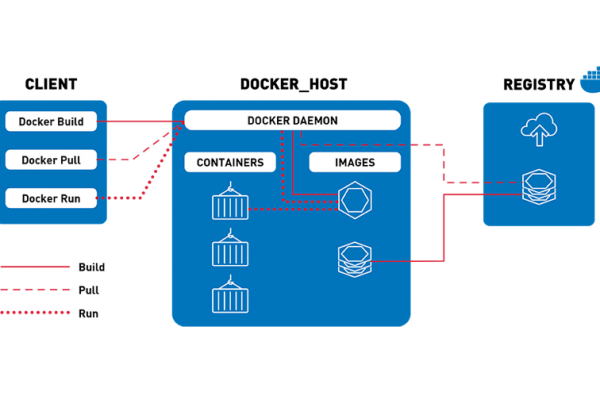 CLIENT
DOCKER_HOST
REGISTRY
Docker Build
DOCKER DAEMON
Docker Pull
CONTAINERS
IMAGES
Docker Run
Build
Pull
Run